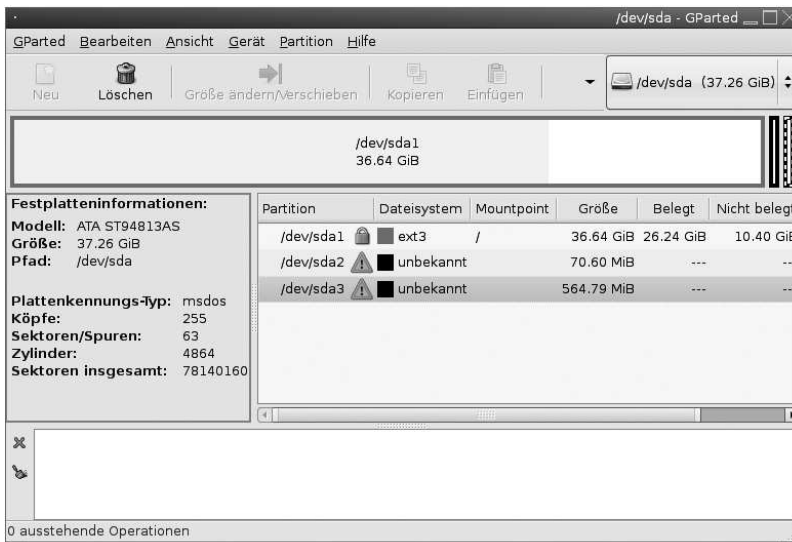 /dev/sda - GParted
GParted Bearbeiten Ansicht Gerät Partition Hilfe
Neu Löschen Größe ändern/Verschieben Kopieren Einfügen /dev/sda (37.26 GiB)
/dev/sda1
36.64 GiB
Festplatteninformationen:
Modell: ATA ST94813AS
Größe: 37.26 GiB
Pfad: /dev/sda
Plattenkennungs-Typ: msdos
Köpfe: 255
Sektoren/Spuren: 63
Zylinder: 4864
Sektoren insgesamt: 78140160
Partition Dateisystem Mountpoint Größe Belegt Nicht belegt
/dev/sda1 ext3 / 36.64 GiB 26.24 GiB 10.40 GiB
/dev/sda2 unbekannt 70.60 MiB --- --
/dev/sda3 unbekannt 564.79 MiB --- --
0 ausstehende Operationen